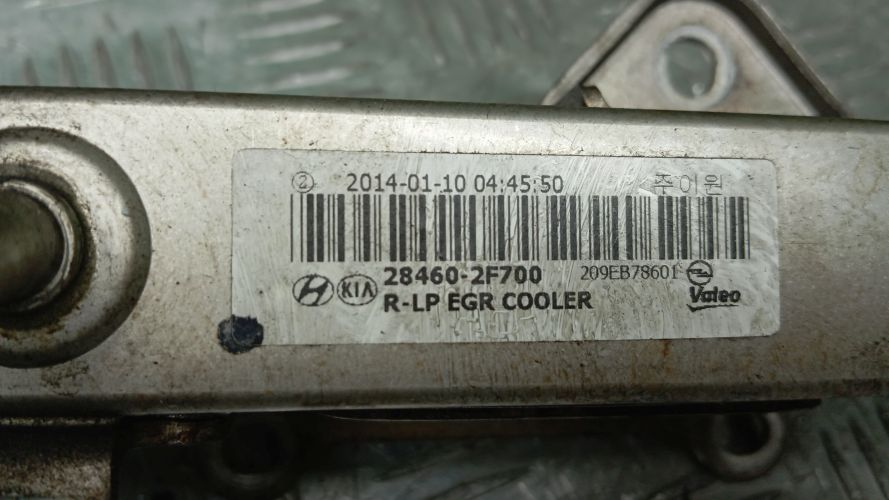 ② 2014-01-10 04:45:50 주이원
28460-2F700 209EB78601
KIA R-LP EGR COOLER Valeo